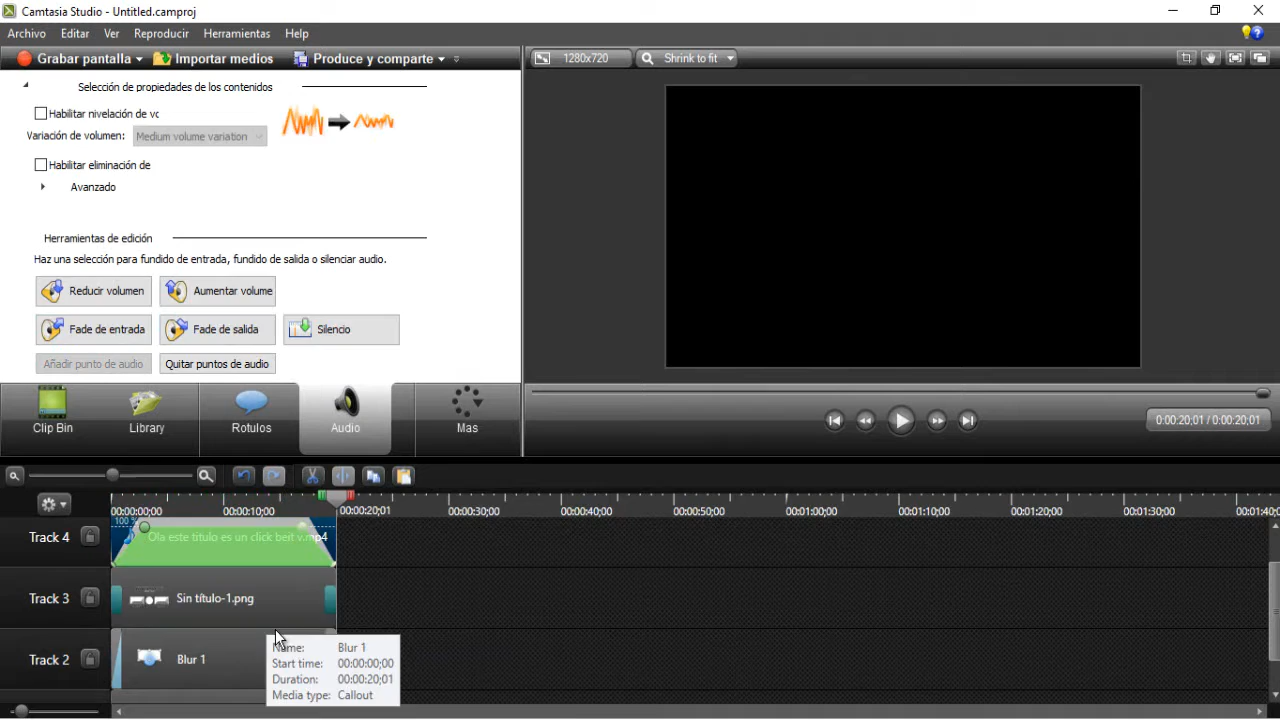 Camtasia Studio - Untitled.camproj
Archivo Editar Ver Reproducir Herramientas Help
Grabar pantalla Importar medios Produce y comparte 1280x720 Shrink to fit
Selección de propiedades de los contenidos
Habilitar nivelación de vc
Variación de volumen: Medium volume variation
Habilitar eliminación de
Avanzado
Herramientas de edición
Haz una selección para fundido de entrada, fundido de salida o silenciar audio.
Reducir volumen Aumentar volume
Fade de entrada Fade de salida Silencio
Añadir punto de audio Quitar puntos de audio
Clip Bin Library Rotulos Audio Mas
0:00:20;01 / 0:00:20;01
00:00:00;00 00:00:10;00 00:00:20;01 00:00:30;00 00:00:40;00 00:00:50;00 00:01:00;00 00:01:10;00 00:01:20;00 00:01:30;00 00:01:40;0
100 %
Track 4 Ola este titulo es un click beit v.mp4
Track 3 Sin título-1.png
Track 2 Blur 1
Name: Blur 1
Start time: 00:00:00;00
Duration: 00:00:20;01
Media type: Callout